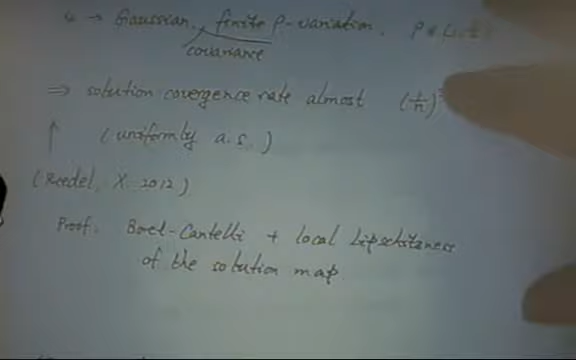 → Gaussian, finite ρ-variation.
covariance
⇒ solution covergence rate almost (1/n)
↑ (uniformly a.s.)
(Riedel, X. 2012)
Proof. Borel-Cantelli + local Lipschitzness
of the solution map.